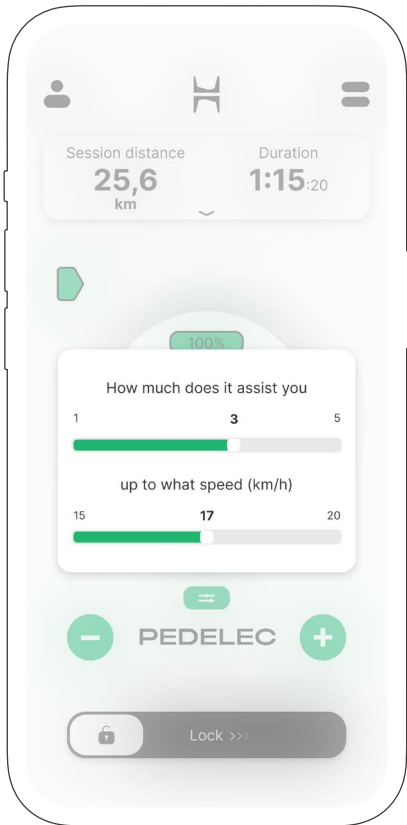 Session distance
Duration
25,6
km
1:15:20
100%
How much does it assist you
1 3 5
up to what speed (km/h)
15 17 20
PEDELEC
Lock >>>